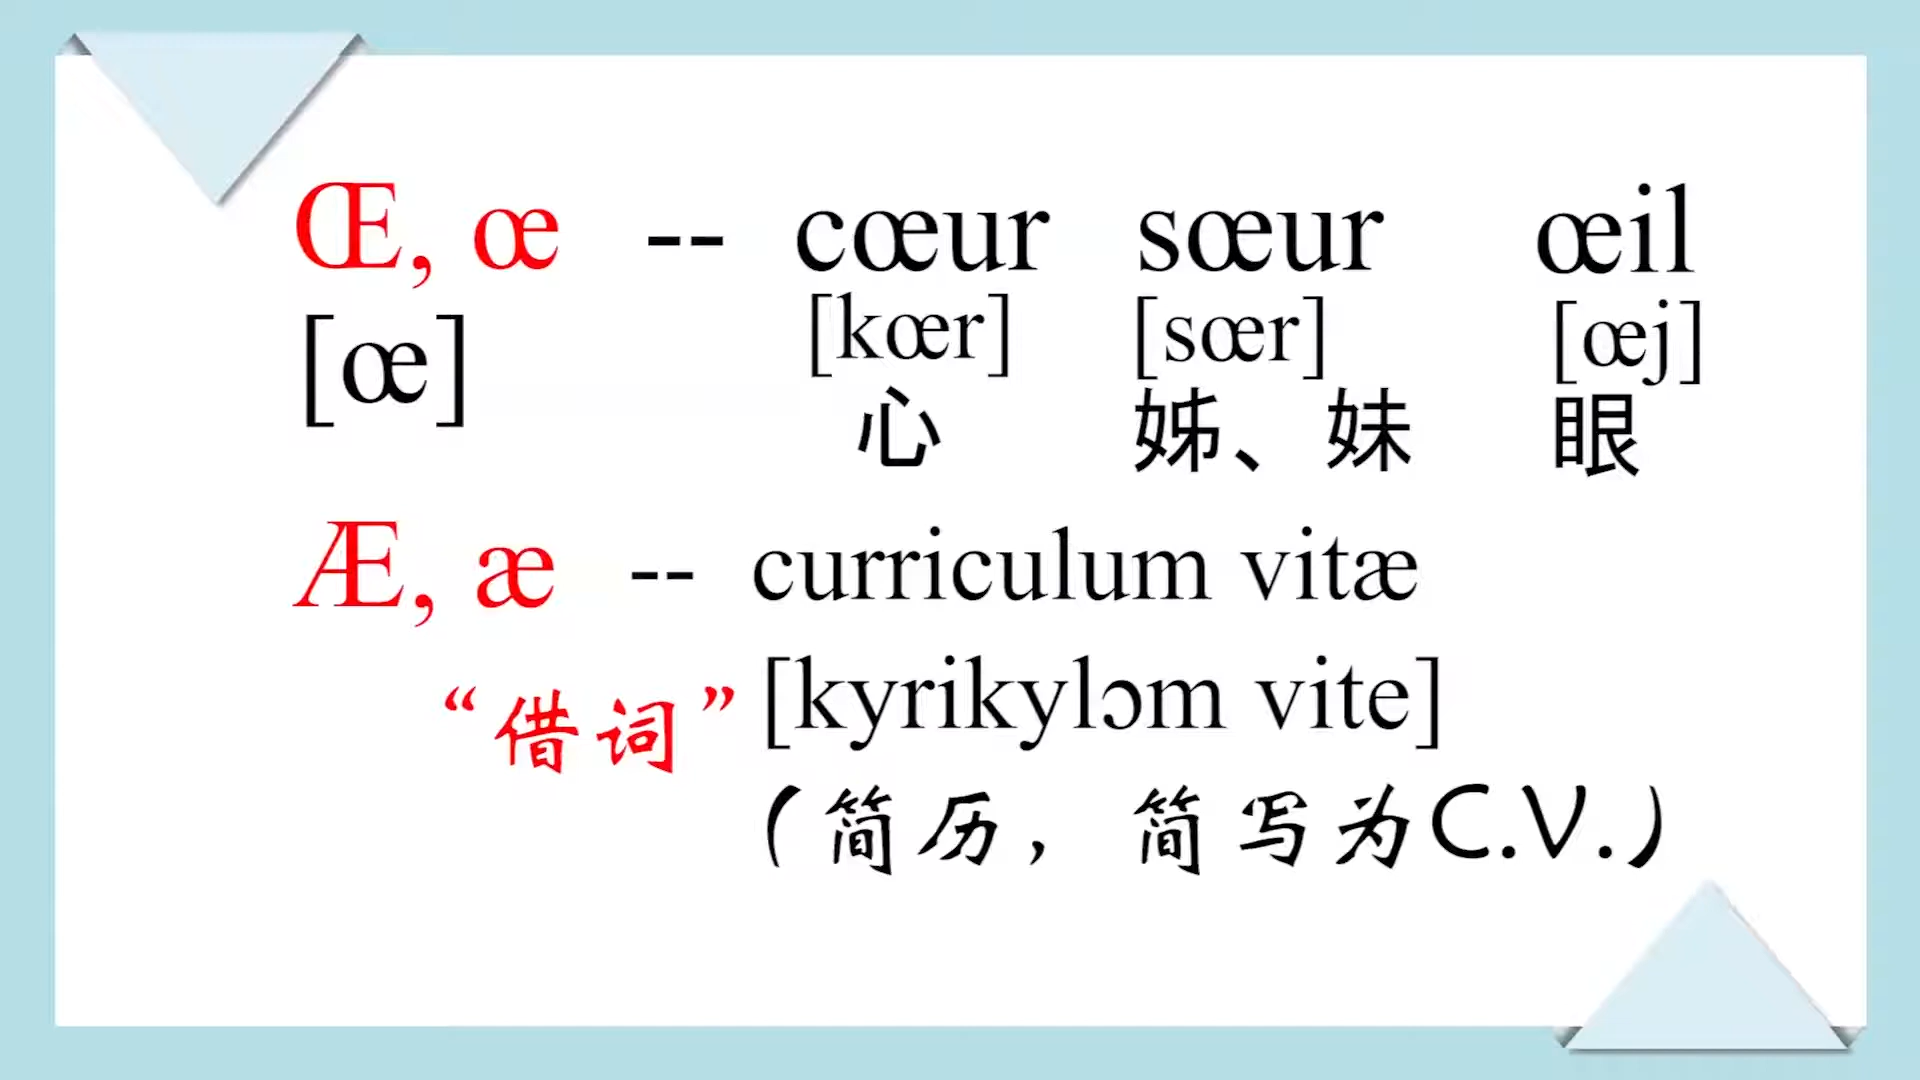 Œ, œ -- cœur sœur œil
[œ] [kœr] [sœr] [œj]
心 姊、妹 眼
Æ, æ -- curriculum vitæ
“借词” [kyrikylɔm vite]
(简历，简写为C.V.)